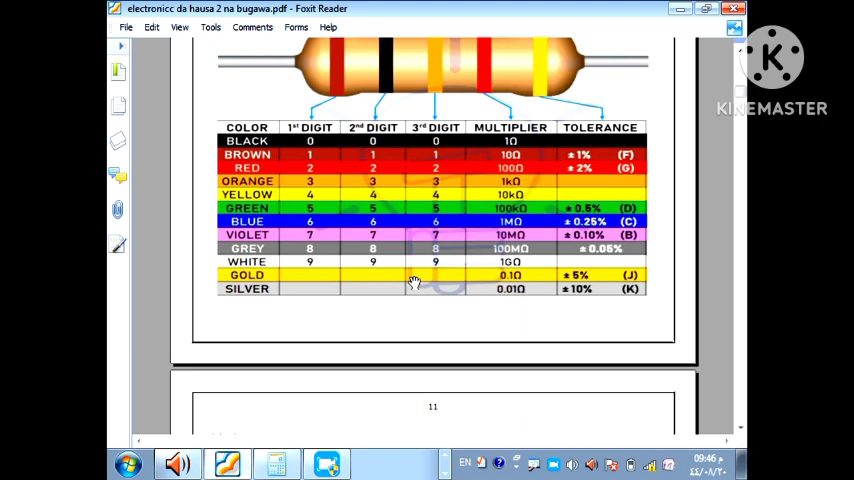 electronicc da hausa 2 na bugawa.pdf - Foxit Reader
File Edit View Language Tools Comments Forms Help
K
KINEMASTER
COLOR 1st DIGIT 2nd DIGIT 3rd DIGIT MULTIPLIER TOLERANCE
BLACK 0 0 0 1Ω
BROWN 1 1 1 10Ω ± 1% (F)
RED 2 2 2 100Ω ± 2% (G)
ORANGE 3 3 3 1kΩ
YELLOW 4 4 4 10kΩ
GREEN 5 5 5 100kΩ ± 0.5% (D)
BLUE 6 6 6 1MΩ ± 0.25% (C)
VIOLET 7 7 7 10MΩ ± 0.10% (B)
GREY 8 8 8 100MΩ ± 0.05%
WHITE 9 9 9 1GΩ
GOLD 0.1Ω ± 5% (J)
SILVER 0.01Ω ± 10% (K)
11
EN ? 09:46 م
٤٤/٠٨/٢٠